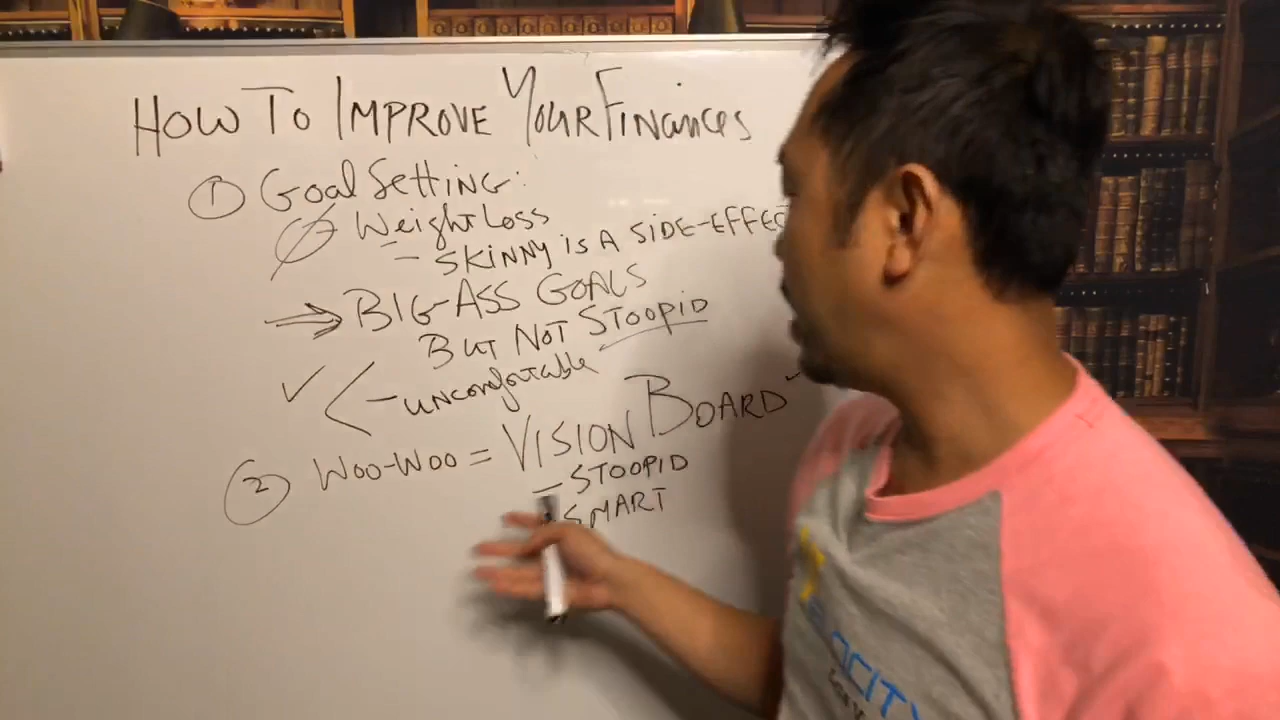 HOW TO IMPROVE YOUR FINANCES
① GOAL SETTING:
WEIGHT LOSS
- SKINNY IS A SIDE-EFFECT
⇒ BIG-ASS GOALS
BUT NOT STOOPID
✓ < - UNCOMFORTABLE
② WOO-WOO = VISION BOARD
- STOOPID
SMART